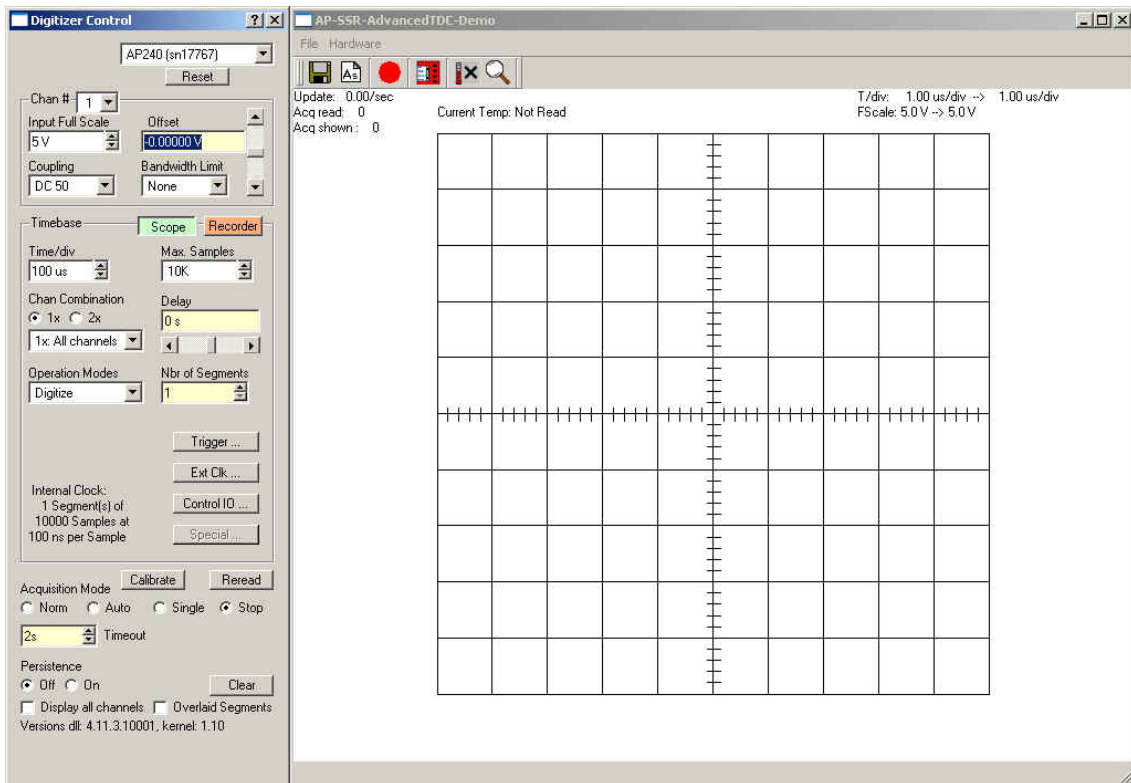 Digitizer Control
AP240 (sn17767)
Reset
Chan # 1
Input Full Scale Offset
5 V -0.00000 V
Coupling Bandwidth Limit
DC 50 None
Timebase Scope Recorder
Time/div Max. Samples
100 us 10K
Chan Combination Delay
1x 2x 0 s
1x: All channels
Operation Modes Nbr of Segments
Digitize 1
Trigger ...
Ext Clk ...
Control IO ...
Special ...
Internal Clock:
1 Segment(s) of
10000 Samples at
100 ns per Sample
Calibrate Reread
Acquisition Mode
Norm Auto Single Stop
2s Timeout
Persistence
Off On Clear
Display all channels Overlaid Segments
Versions dll: 4.11.3.10001, kernel: 1.10
AP-SSR-AdvancedTDC-Demo
File Hardware
As
Update: 0.00/sec
Acq read: 0
Acq shown : 0
Current Temp: Not Read
T/div: 1.00 us/div --> 1.00 us/div
FScale: 5.0 V --> 5.0 V